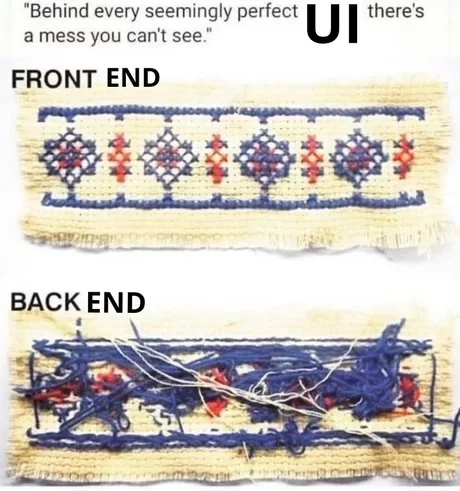 "Behind every seemingly perfect UI there's
a mess you can't see."
FRONT END
BACK END